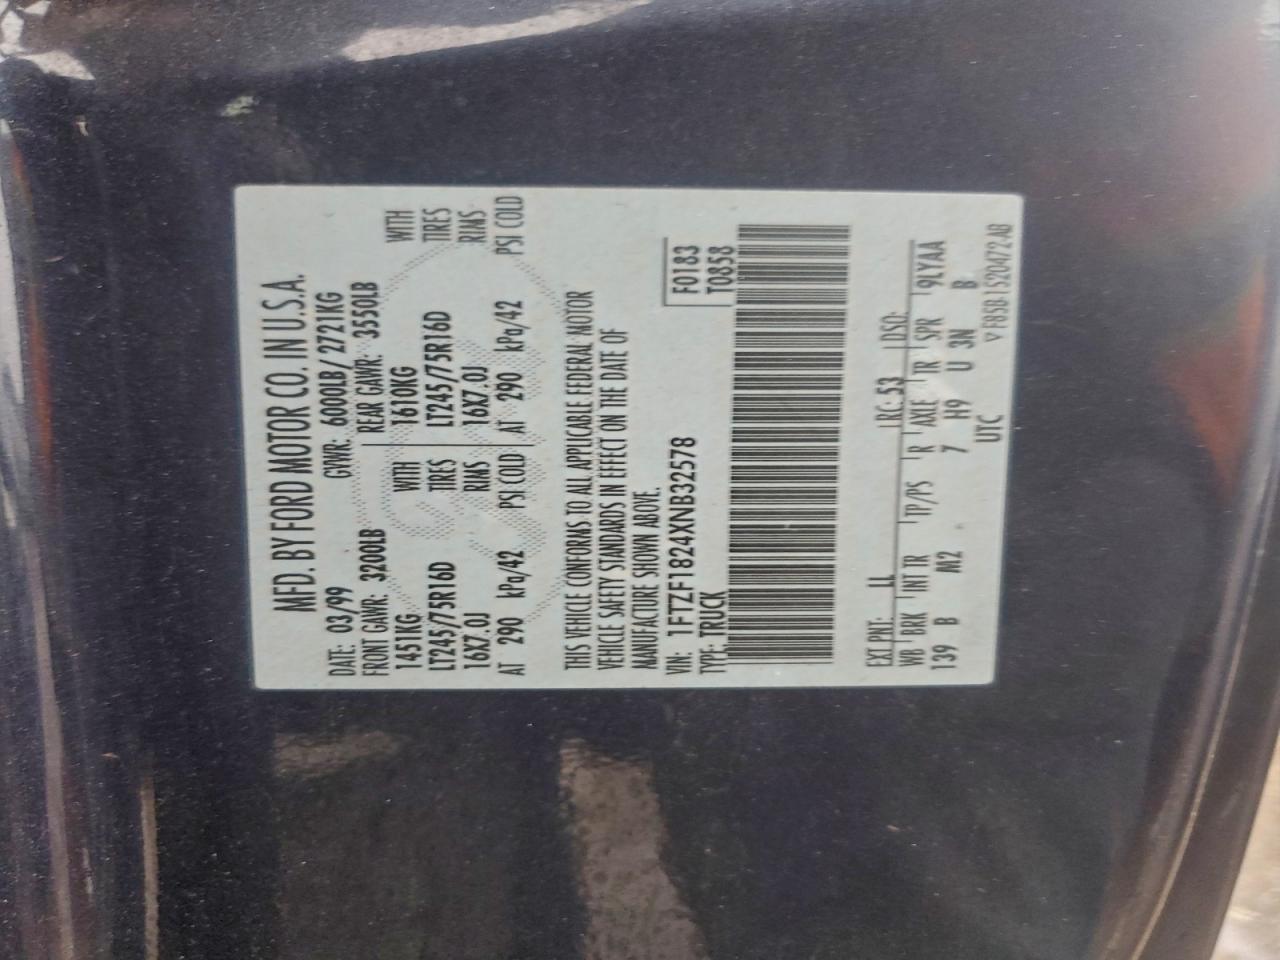 MFD. BY FORD MOTOR CO. IN U.S.A.
DATE: 03/99 GVWR: 6000LB/2721KG
FRONT GAWR: 3200LB REAR GAWR: 3550LB
1451KG WITH 1610KG WITH
LT245/75R16D TIRES LT245/75R16D TIRES
16X7.0J RIMS 16X7.0J RIMS
AT 290 kPa/42 PSI COLD AT 290 kPa/42 PSI COLD
THIS VEHICLE CONFORMS TO ALL APPLICABLE FEDERAL MOTOR
VEHICLE SAFETY STANDARDS IN EFFECT ON THE DATE OF
MANUFACTURE SHOWN ABOVE.
VIN: 1FTZF1824XNB32578 F0183
TYPE: TRUCK T0858
EXT PNT: LL RC: 53 DSO:
WB BRK INT TR TP/PS R AXLE TR SPR 9LYAA
139 B M2 7 H9 U 3N B
UTC ▽F85B-1520472-AB